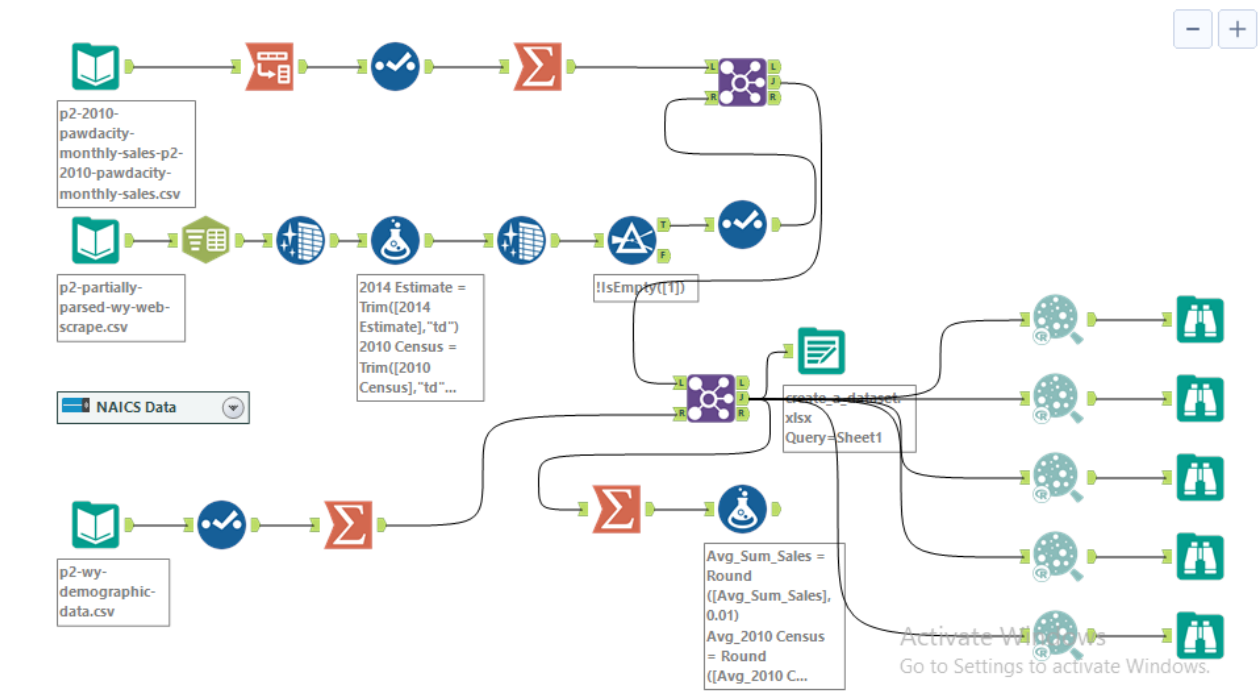 p2-2010-
pawdacity-
monthly-sales-p2-
2010-pawdacity-
monthly-sales.csv
L
R
L
J
R
p2-partially-
parsed-wy-web-
scrape.csv
2014 Estimate =
Trim([2014
Estimate],"td")
2010 Census =
Trim([2010
Census],"td"...
T
F
!IsEmpty([1])
NAICS Data
L
R
L
J
R
create_a_dataset.
xlsx
Query=Sheet1
p2-wy-
demographic-
data.csv
Avg_Sum_Sales =
Round
([Avg_Sum_Sales],
0.01)
Avg_2010 Census
= Round
([Avg_2010 C...
R
R
R
R
R
Activate Windows
Go to Settings to activate Windows.